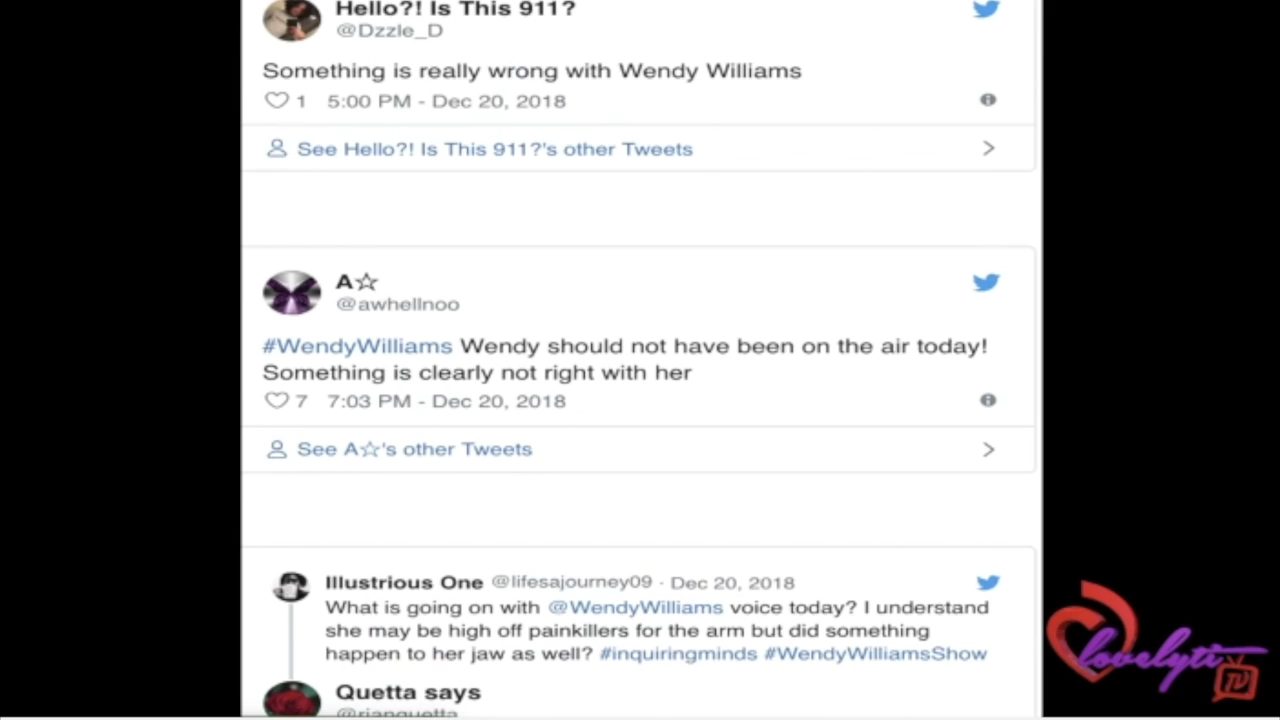 Hello?! Is This 911?
@Dzzle_D
Something is really wrong with Wendy Williams
1 5:00 PM - Dec 20, 2018
See Hello?! Is This 911?'s other Tweets
A☆
@awhellnoo
#WendyWilliams Wendy should not have been on the air today!
Something is clearly not right with her
7 7:03 PM - Dec 20, 2018
See A☆'s other Tweets
Illustrious One @lifesajourney09 · Dec 20, 2018
What is going on with @WendyWilliams voice today? I understand
she may be high off painkillers for the arm but did something
happen to her jaw as well? #inquiringminds #WendyWilliamsShow
Quetta says
@rianquetta
lovelyti
TV